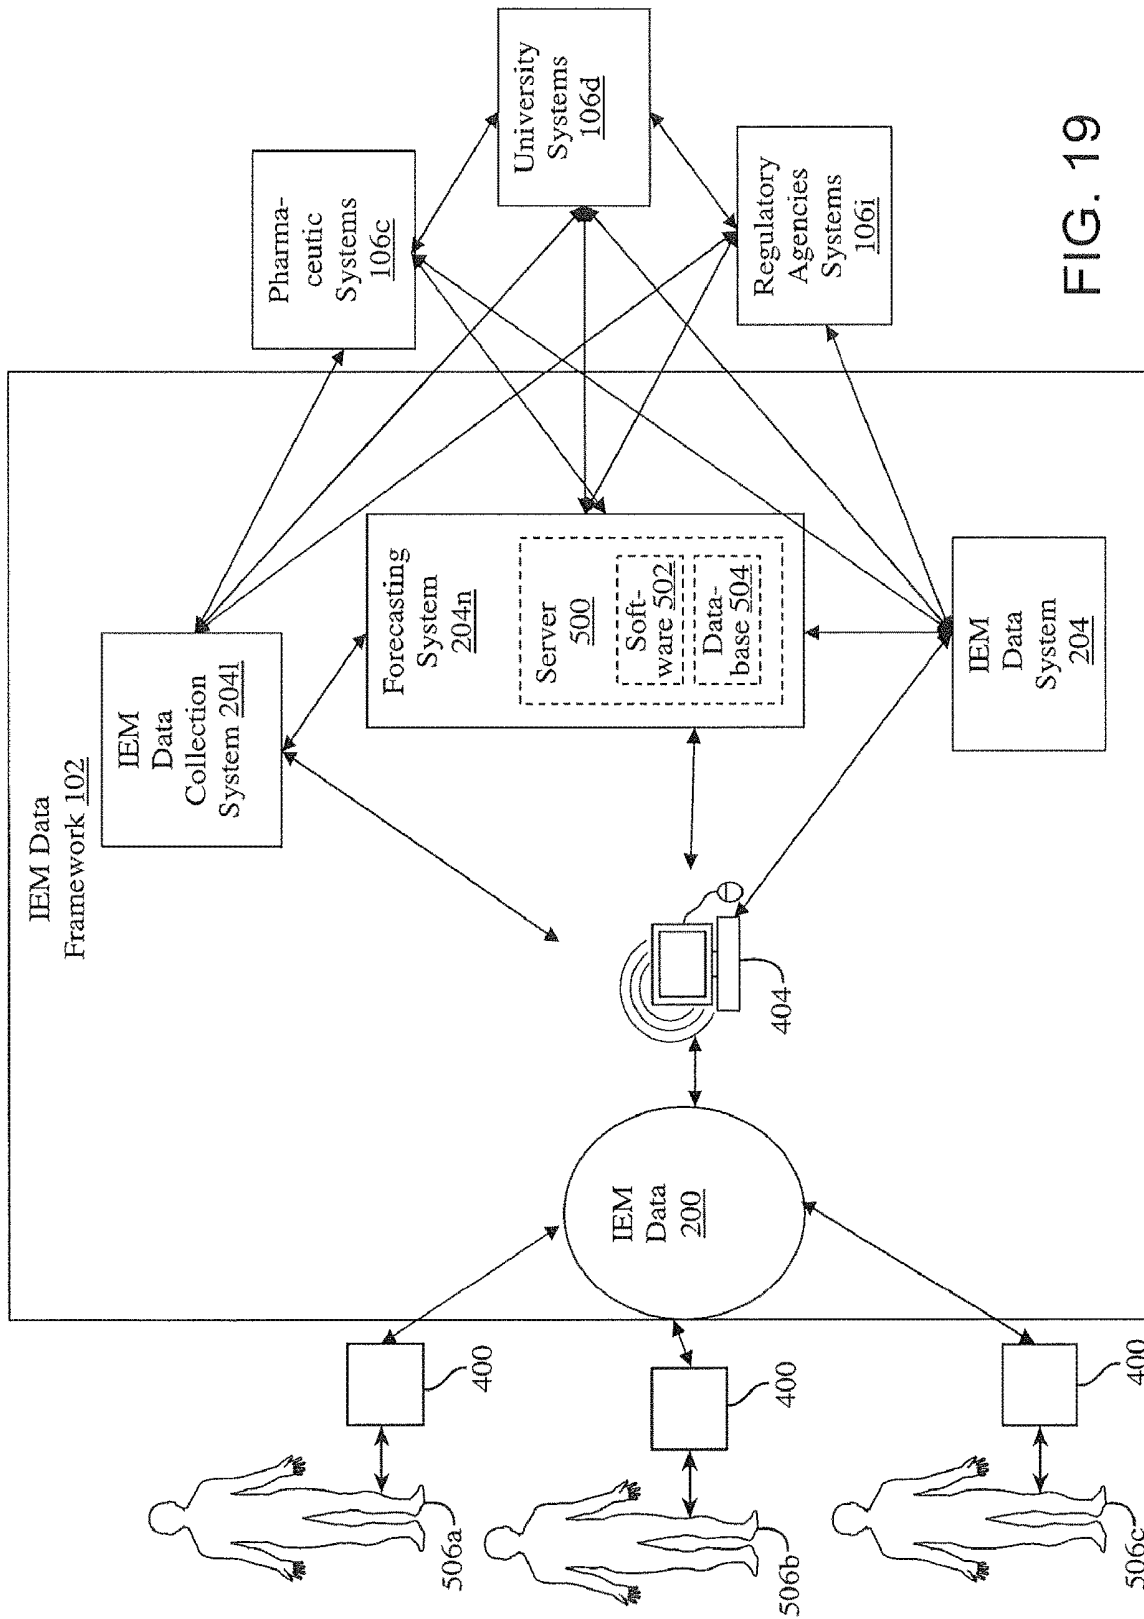 IEM Data
Framework 102
IEM
Data
Collection
System 204l
Forecasting
System
204n
Server
500
Soft-
ware 502
Data-
base 504
IEM
Data
System
204
Pharma-
ceutic
Systems
106c
University
Systems
106d
Regulatory
Agencies
Systems
106i
404
IEM
Data
200
400
400
400
506a
506b
506c
FIG. 19